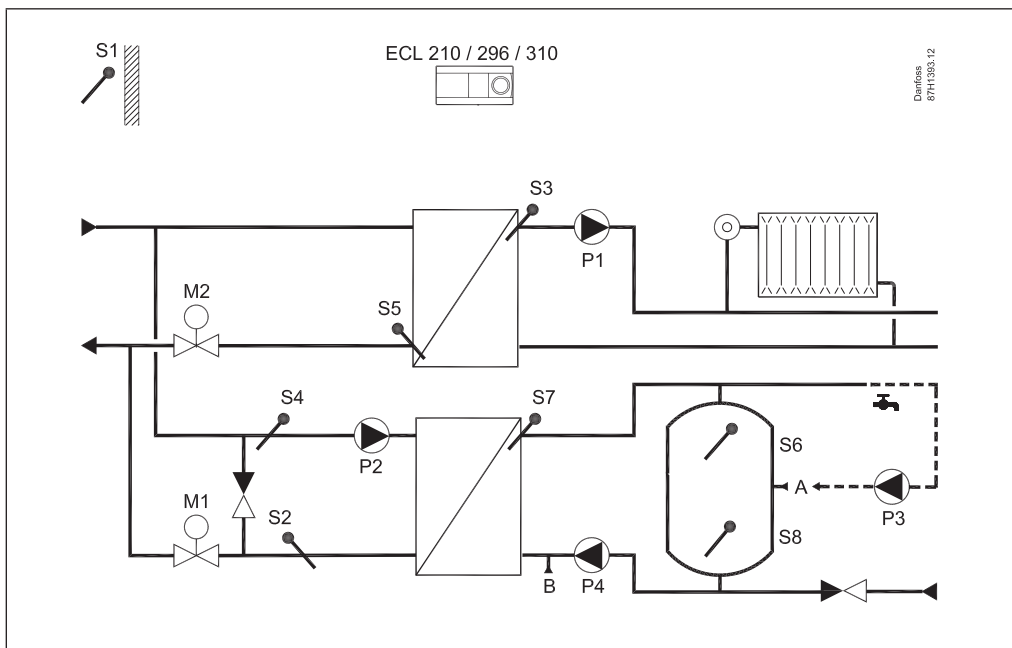 S1
ECL 210 / 296 / 310
Danfoss
87H1393.12
S3
P1
M2
S5
S4
S7
P2
S6
A
P3
M1
S2
S8
B
P4